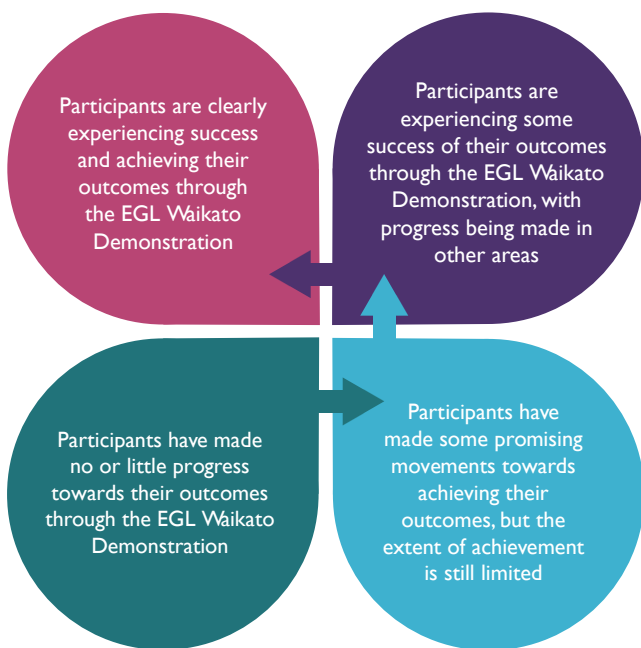 Participants are clearly
experiencing success
and achieving their
outcomes through
the EGL Waikato
Demonstration
Participants are
experiencing some
success of their outcomes
through the EGL Waikato
Demonstration, with
progress being made in
other areas
Participants have made
no or little progress
towards their outcomes
through the EGL Waikato
Demonstration
Participants have
made some promising
movements towards
achieving their
outcomes, but the
extent of achievement
is still limited